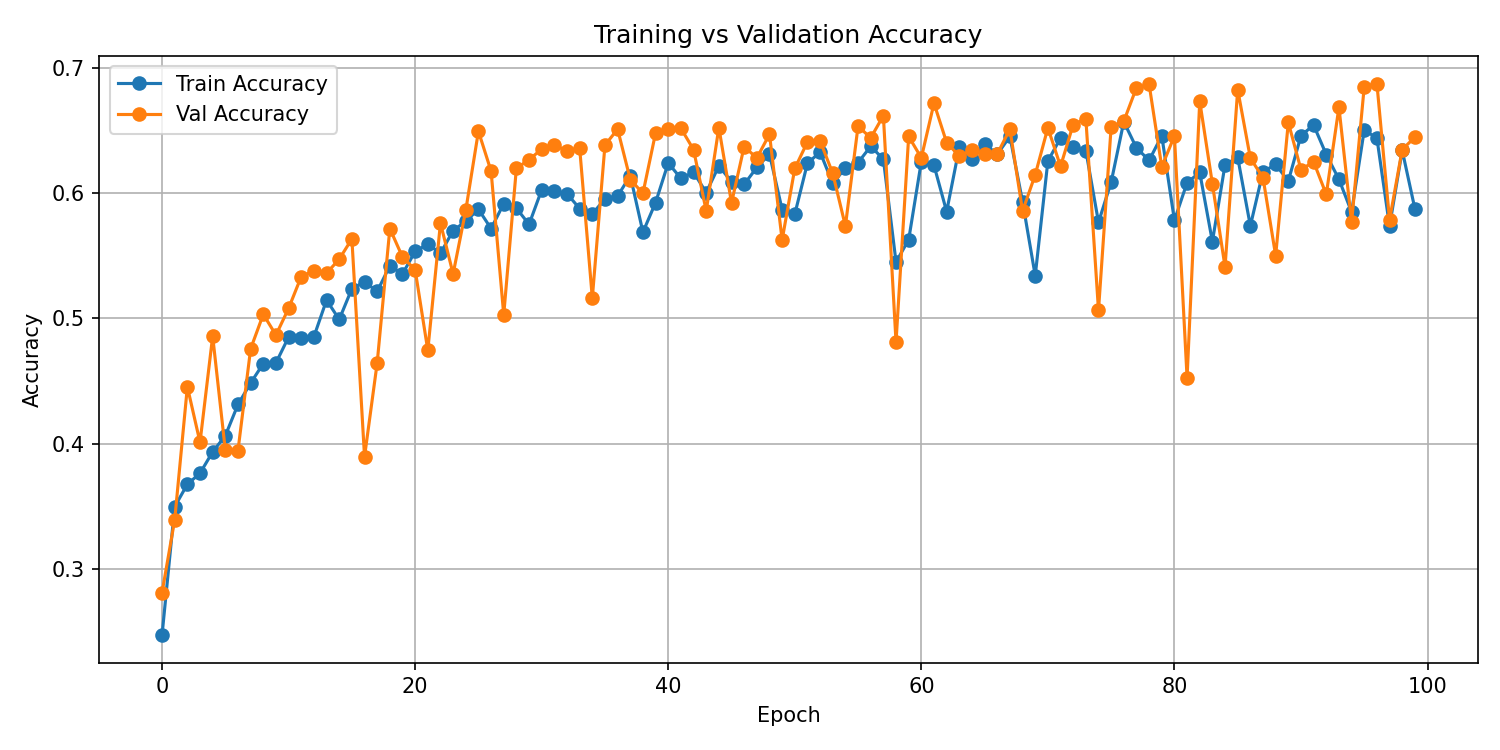 Training vs Validation Accuracy
0.7
Train Accuracy
Val Accuracy
0.6
0.5
Accuracy
0.4
0.3
0 20 40 60 80 100
Epoch